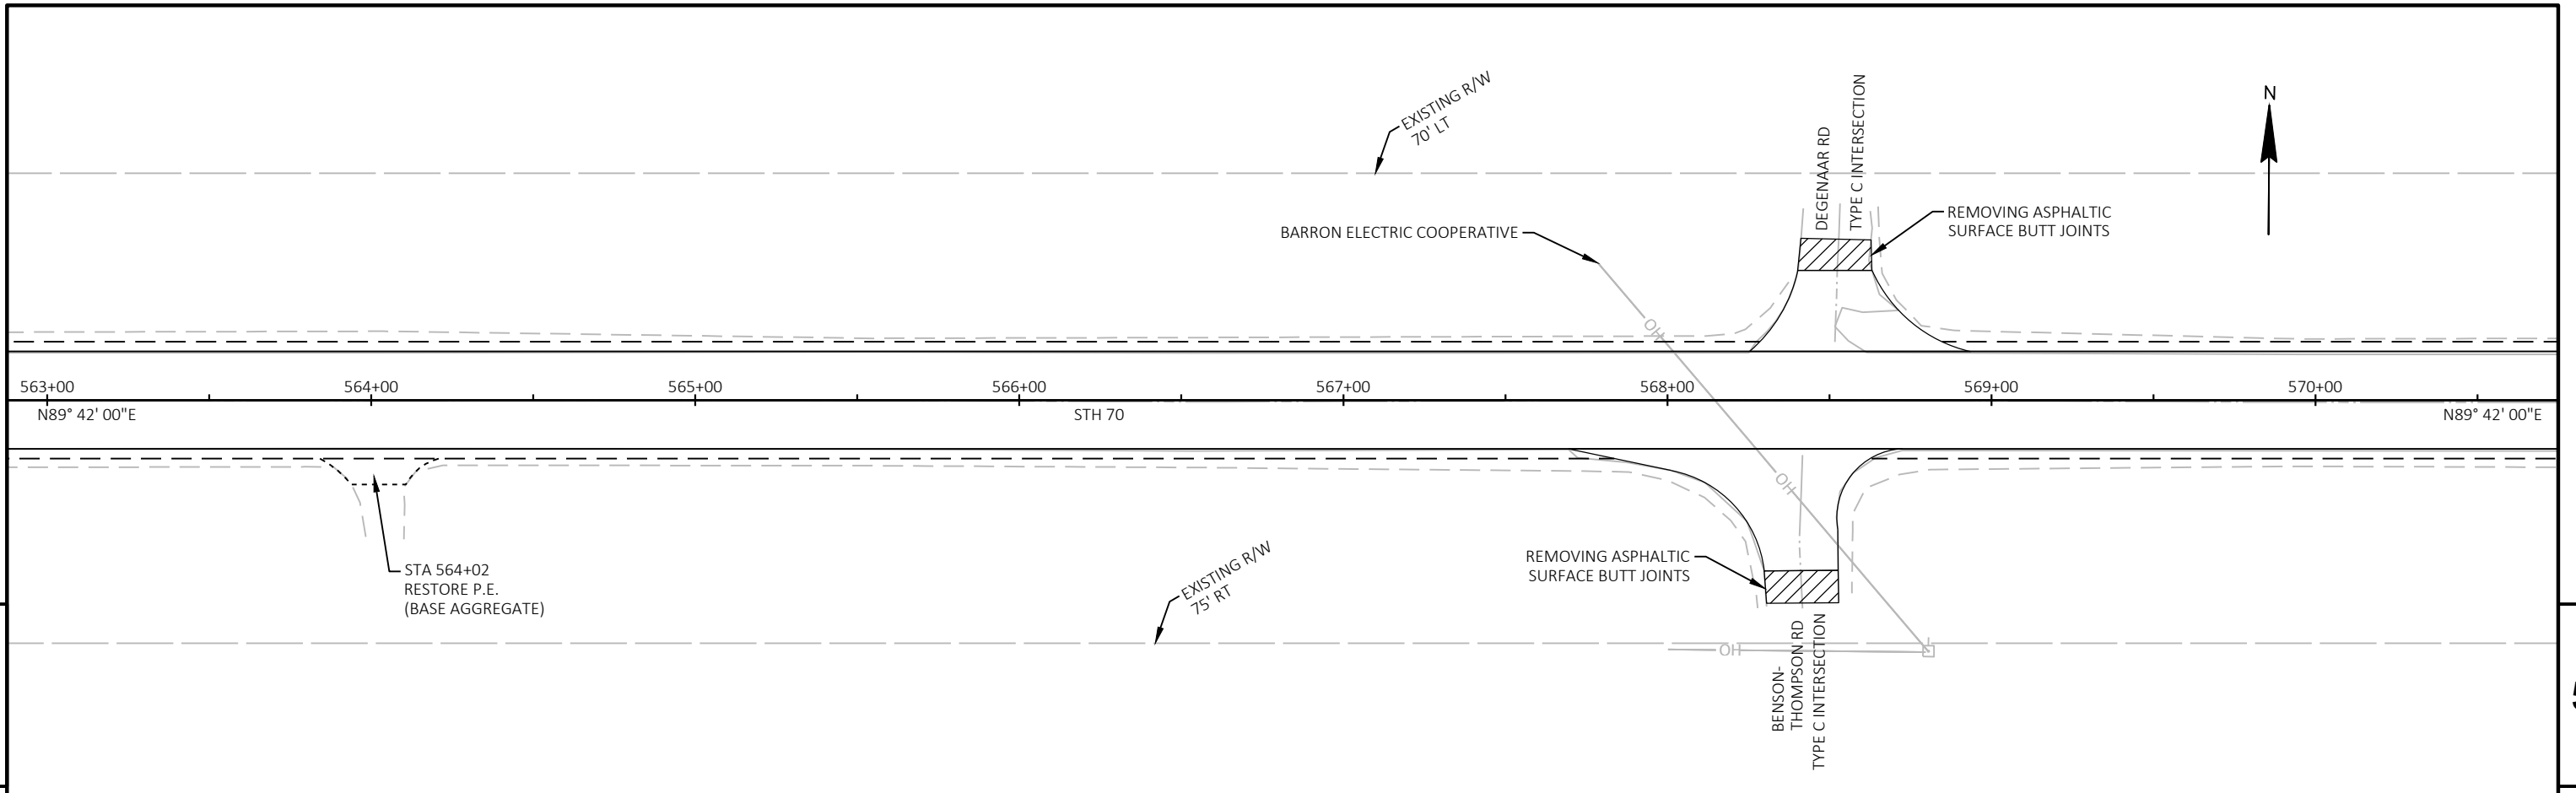 EXISTING R/W
70' LT
N
DEGENAAR RD
TYPE C INTERSECTION
BARRON ELECTRIC COOPERATIVE
REMOVING ASPHALTIC
SURFACE BUTT JOINTS
OH
563+00
564+00
565+00
566+00
567+00
568+00
569+00
570+00
N89° 42' 00"E
STH 70
N89° 42' 00"E
OH
STA 564+02
RESTORE P.E.
(BASE AGGREGATE)
EXISTING R/W
75' RT
REMOVING ASPHALTIC
SURFACE BUTT JOINTS
OH
BENSON-
THOMPSON RD
TYPE C INTERSECTION